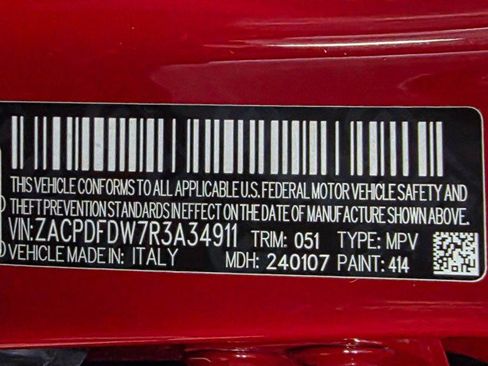 THIS VEHICLE CONFORMS TO ALL APPLICABLE U.S. FEDERAL MOTOR VEHICLE SAFETY AND
THEFT PREVENTION STANDARDS IN EFFECT ON THE DATE OF MANUFACTURE SHOWN ABOVE.
VIN:ZACPDFDW7R3A34911 TRIM: 051 TYPE: MPV
VEHICLE MADE IN: ITALY MDH: 240107 PAINT: 414